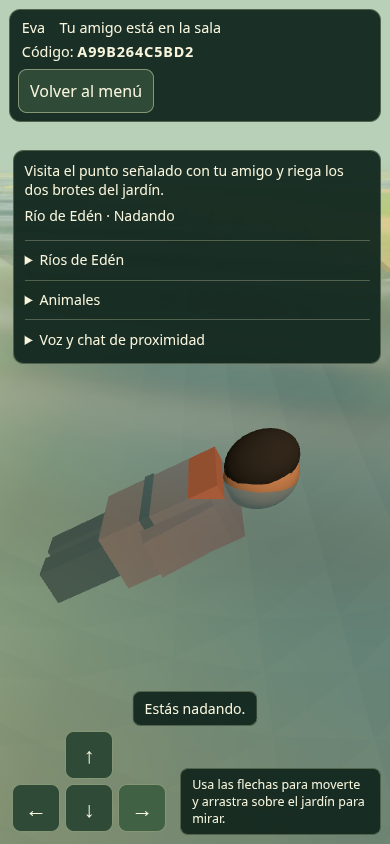 Eva Tu amigo está en la sala
Código: A99B264C5BD2
Volver al menú
Visita el punto señalado con tu amigo y riega los
dos brotes del jardín.
Río de Edén · Nadando
▶ Ríos de Edén
▶ Animales
▶ Voz y chat de proximidad
Estás nadando.
↑
← ↓ →
Usa las flechas para moverte
y arrastra sobre el jardín para
mirar.